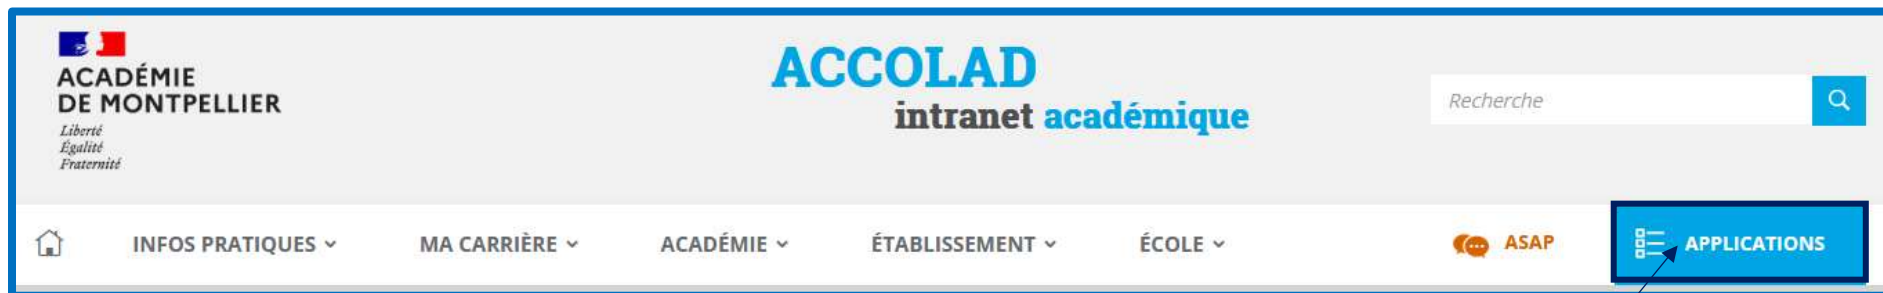 ACADÉMIE
DE MONTPELLIER
Liberté
Égalité
Fraternité
ACCOLAD
intranet académique
Recherche
INFOS PRATIQUES
MA CARRIÈRE
ACADÉMIE
ÉTABLISSEMENT
ÉCOLE
ASAP
APPLICATIONS